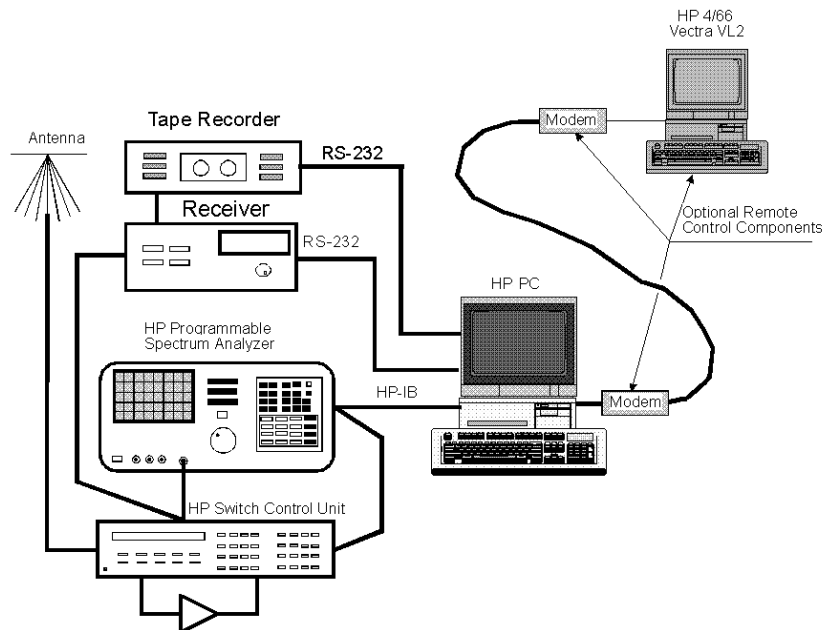 HP 4/66
Vectra VL2
Modem
Antenna
Tape Recorder
RS-232
Receiver
RS-232
Optional Remote
Control Components
HP PC
HP Programmable
Spectrum Analyzer
HP-IB
Modem
HP Switch Control Unit